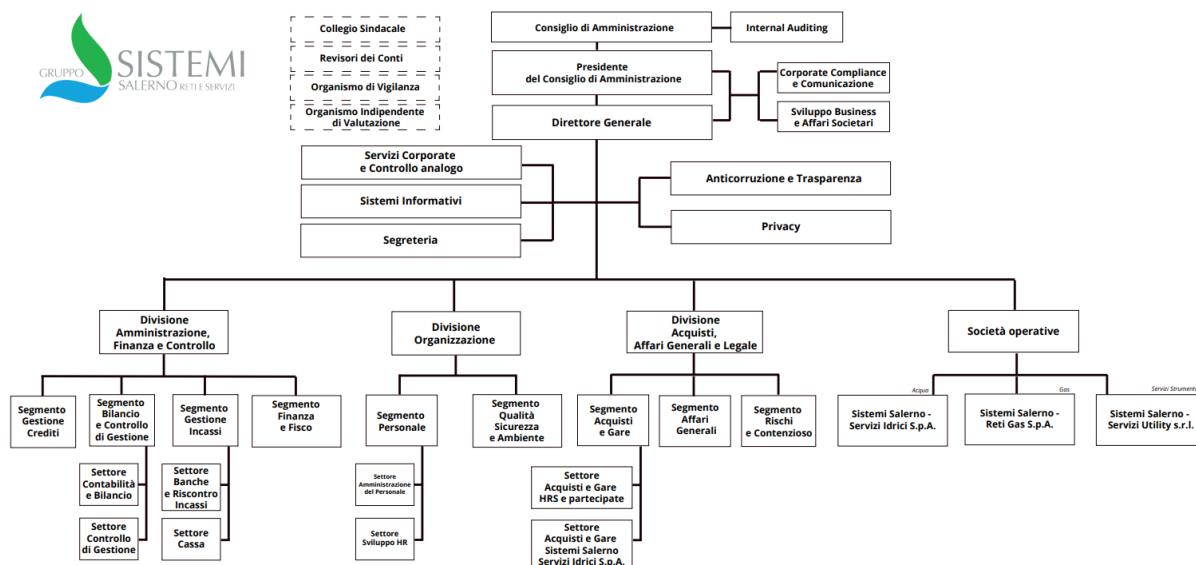 GRUPPO
SISTEMI
SALERNO RETI E SERVIZI
Collegio Sindacale
Revisori dei Conti
Organismo di Vigilanza
Organismo Indipendente
di Valutazione
Consiglio di Amministrazione
Internal Auditing
Presidente
del Consiglio di Amministrazione
Corporate Compliance
e Comunicazione
Direttore Generale
Sviluppo Business
e Affari Societari
Servizi Corporate
e Controllo analogo
Sistemi Informativi
Segreteria
Anticorruzione e Trasparenza
Privacy
Divisione
Amministrazione,
Finanza e Controllo
Divisione
Organizzazione
Divisione
Acquisti,
Affari Generali e Legale
Società operative
Segmento
Gestione
Crediti
Segmento
Bilancio
e Controllo
di Gestione
Segmento
Gestione
Incassi
Segmento
Finanza
e Fisco
Segmento
Personale
Segmento
Qualità
Sicurezza
e Ambiente
Segmento
Acquisti
e Gare
Segmento
Affari
Generali
Segmento
Rischi
e Contenzioso
Acqua
Sistemi Salerno -
Servizi Idrici S.p.A.
Gas
Sistemi Salerno -
Reti Gas S.p.A.
Servizi Strument
Sistemi Salerno -
Servizi Utility s.r.l.
Settore
Contabilità
e Bilancio
Settore
Controllo
di Gestione
Settore
Banche
e Riscontro
Incassi
Settore
Cassa
Settore
Amministrazione
del Personale
Settore
Sviluppo HR
Settore
Acquisti e Gare
HRS e partecipate
Settore
Acquisti e Gare
Sistemi Salerno
Servizi Idrici S.p.A.